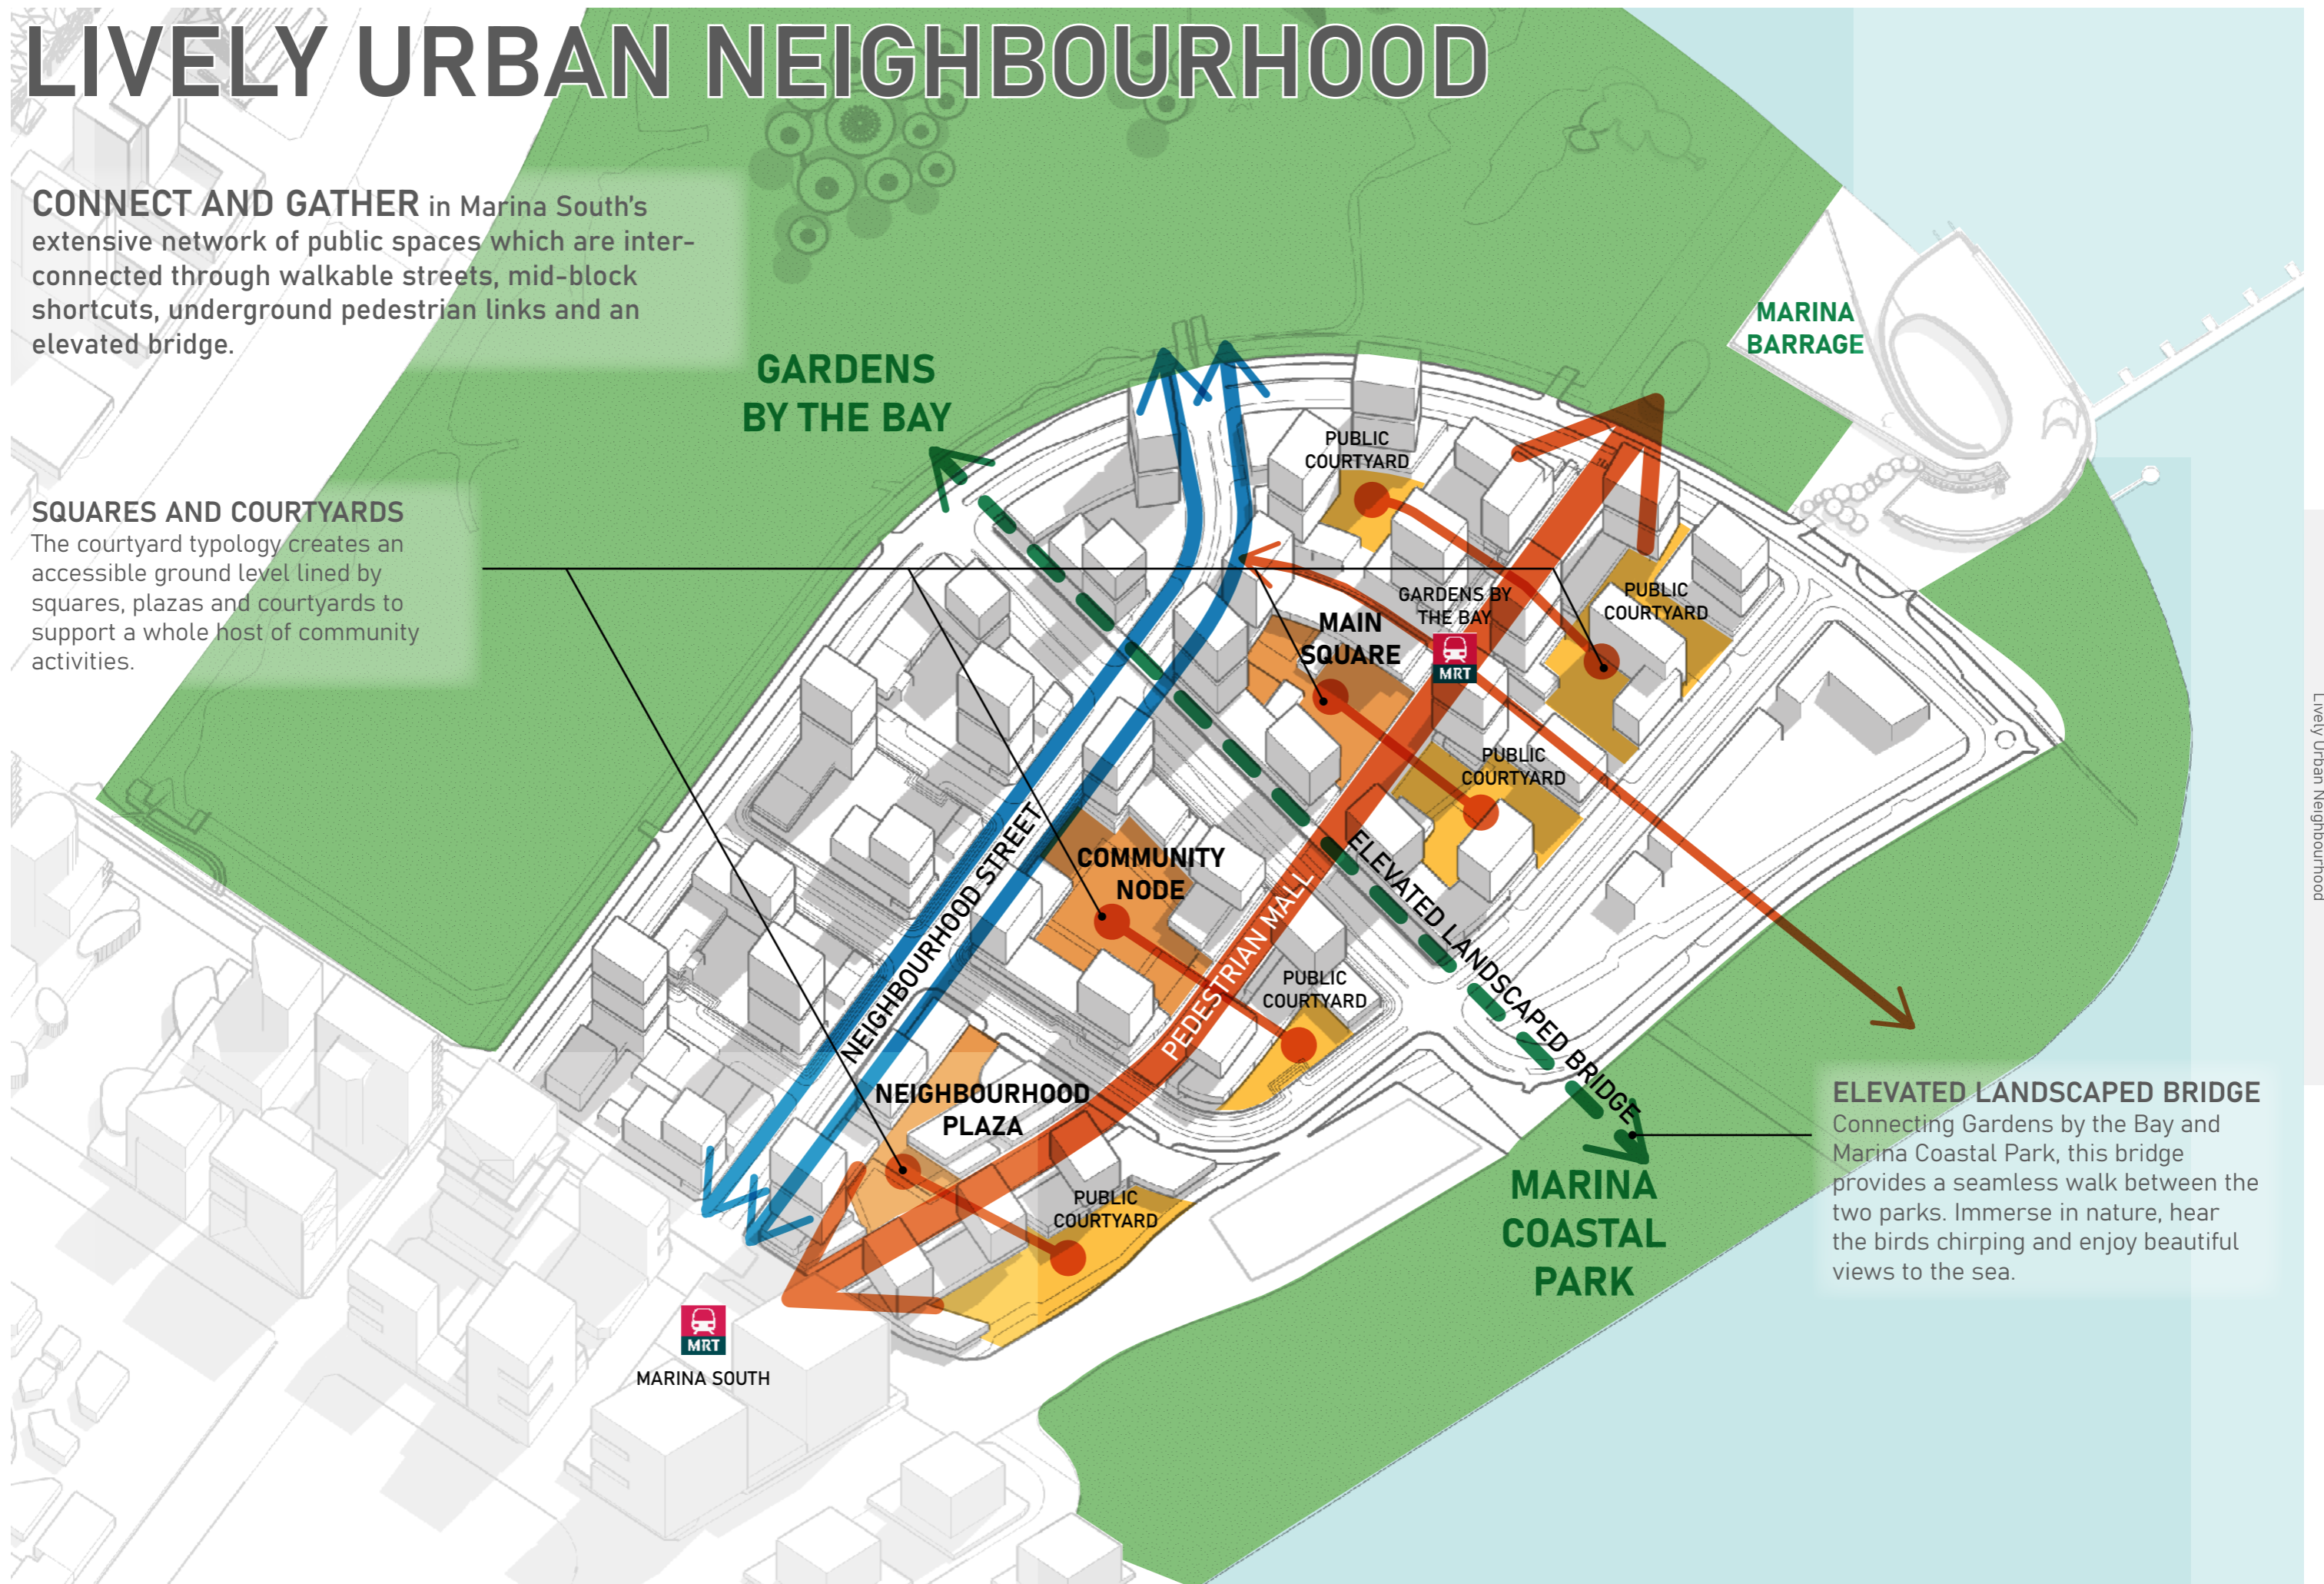 LIVELY URBAN NEIGHBOURHOOD
CONNECT AND GATHER in Marina South's
extensive network of public spaces which are inter-
connected through walkable streets, mid-block
shortcuts, underground pedestrian links and an
elevated bridge.
SQUARES AND COURTYARDS
The courtyard typology creates an
accessible ground level lined by
squares, plazas and courtyards to
support a whole host of community
activities.
GARDENS
BY THE BAY
MARINA
BARRAGE
PUBLIC
COURTYARD
GARDENS BY
THE BAY
MRT
PUBLIC
COURTYARD
MAIN
SQUARE
PUBLIC
COURTYARD
COMMUNITY
NODE
NEIGHBOURHOOD STREET
PEDESTRIAN MALL
ELEVATED LANDSCAPED BRIDGE
PUBLIC
COURTYARD
NEIGHBOURHOOD
PLAZA
PUBLIC
COURTYARD
MRT
MARINA SOUTH
MARINA
COASTAL
PARK
ELEVATED LANDSCAPED BRIDGE
Connecting Gardens by the Bay and
Marina Coastal Park, this bridge
provides a seamless walk between the
two parks. Immerse in nature, hear
the birds chirping and enjoy beautiful
views to the sea.
Lively Urban Neighbourhood